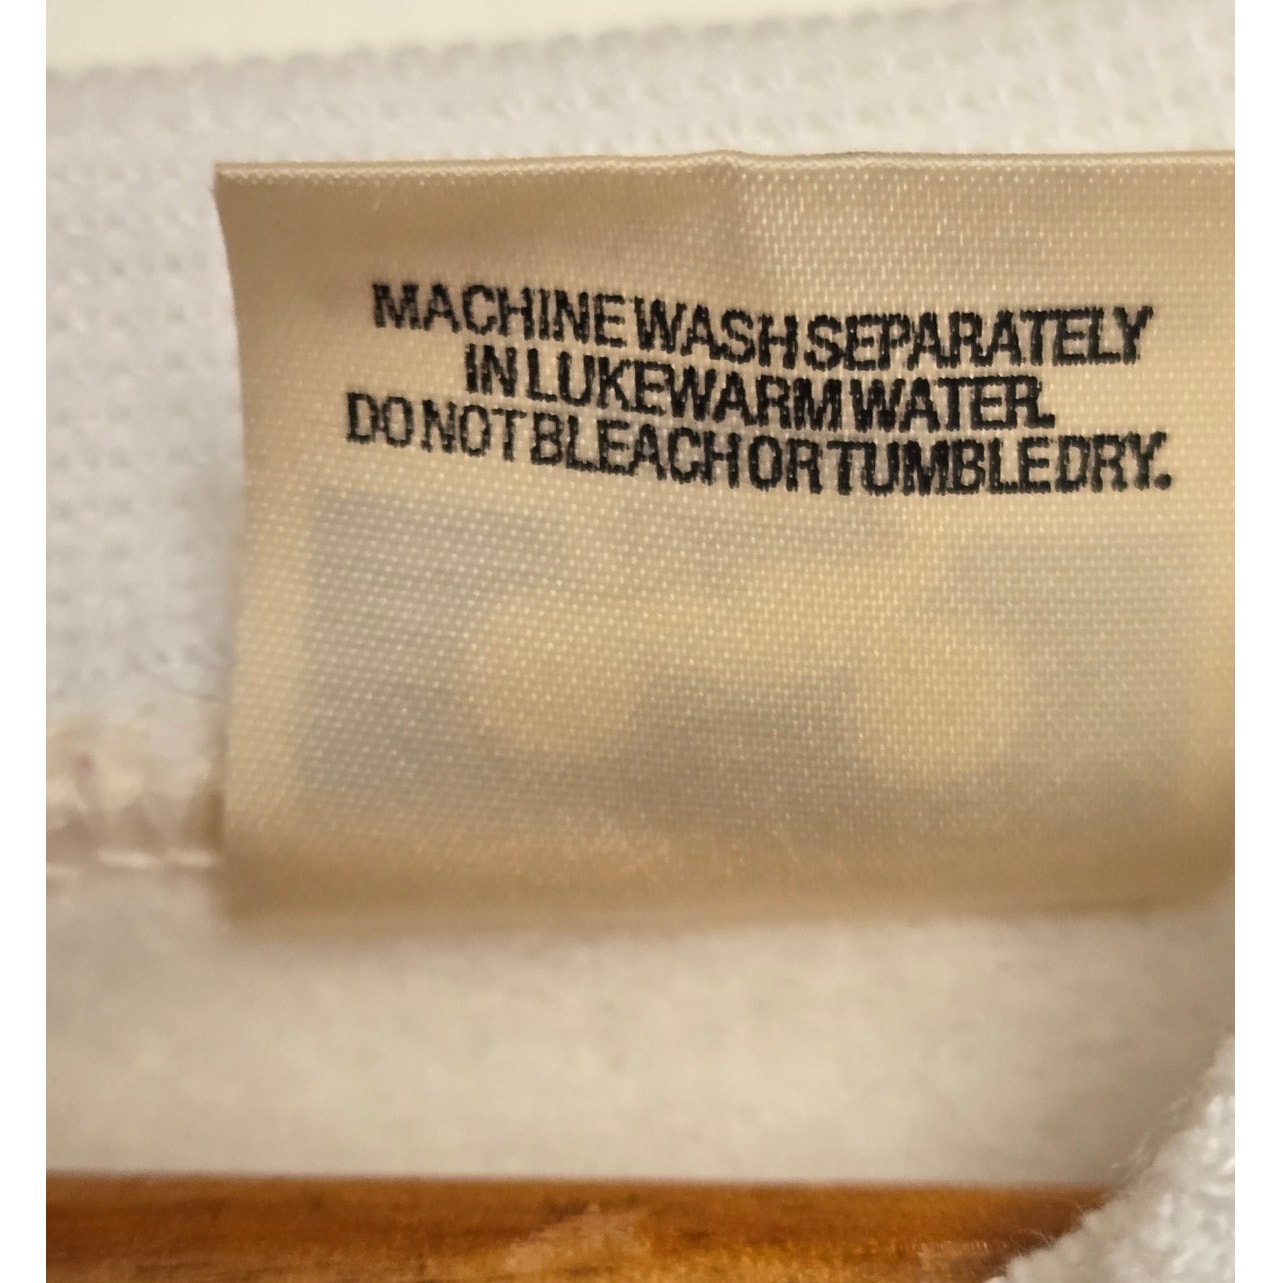 MACHINE WASH SEPARATELY
IN LUKEWARM WATER.
DO NOT BLEACH OR TUMBLE DRY.